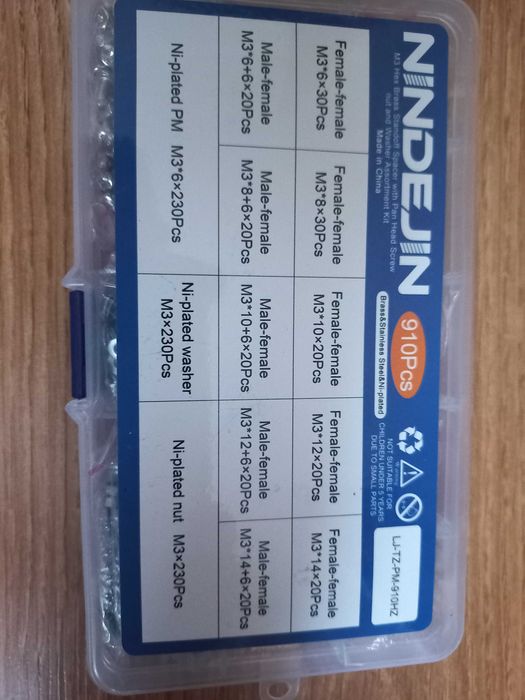 NINDEJIN
M3 Hex Brass Standoff Spacer with Pan Head Screw
nut and Washer Assortment Kit
Made in China
910Pcs
Brass&Stainless Steel&Ni-plated
Warning
NOT SUITABLE FOR
CHILDREN UNDER 5 YEARS
DUE TO SMALL PARTS
LJ-TZ-PM-910HZ
Female-female
M3*6×30Pcs
Female-female
M3*8×30Pcs
Female-female
M3*10×20Pcs
Female-female
M3*12×20Pcs
Female-female
M3*14×20Pcs
Male-female
M3*6+6×20Pcs
Male-female
M3*8+6×20Pcs
Male-female
M3*10+6×20Pcs
Male-female
M3*12+6×20Pcs
Male-female
M3*14+6×20Pcs
Ni-plated PM M3*6×230Pcs
Ni-plated washer
M3×230Pcs
Ni-plated nut M3×230Pcs